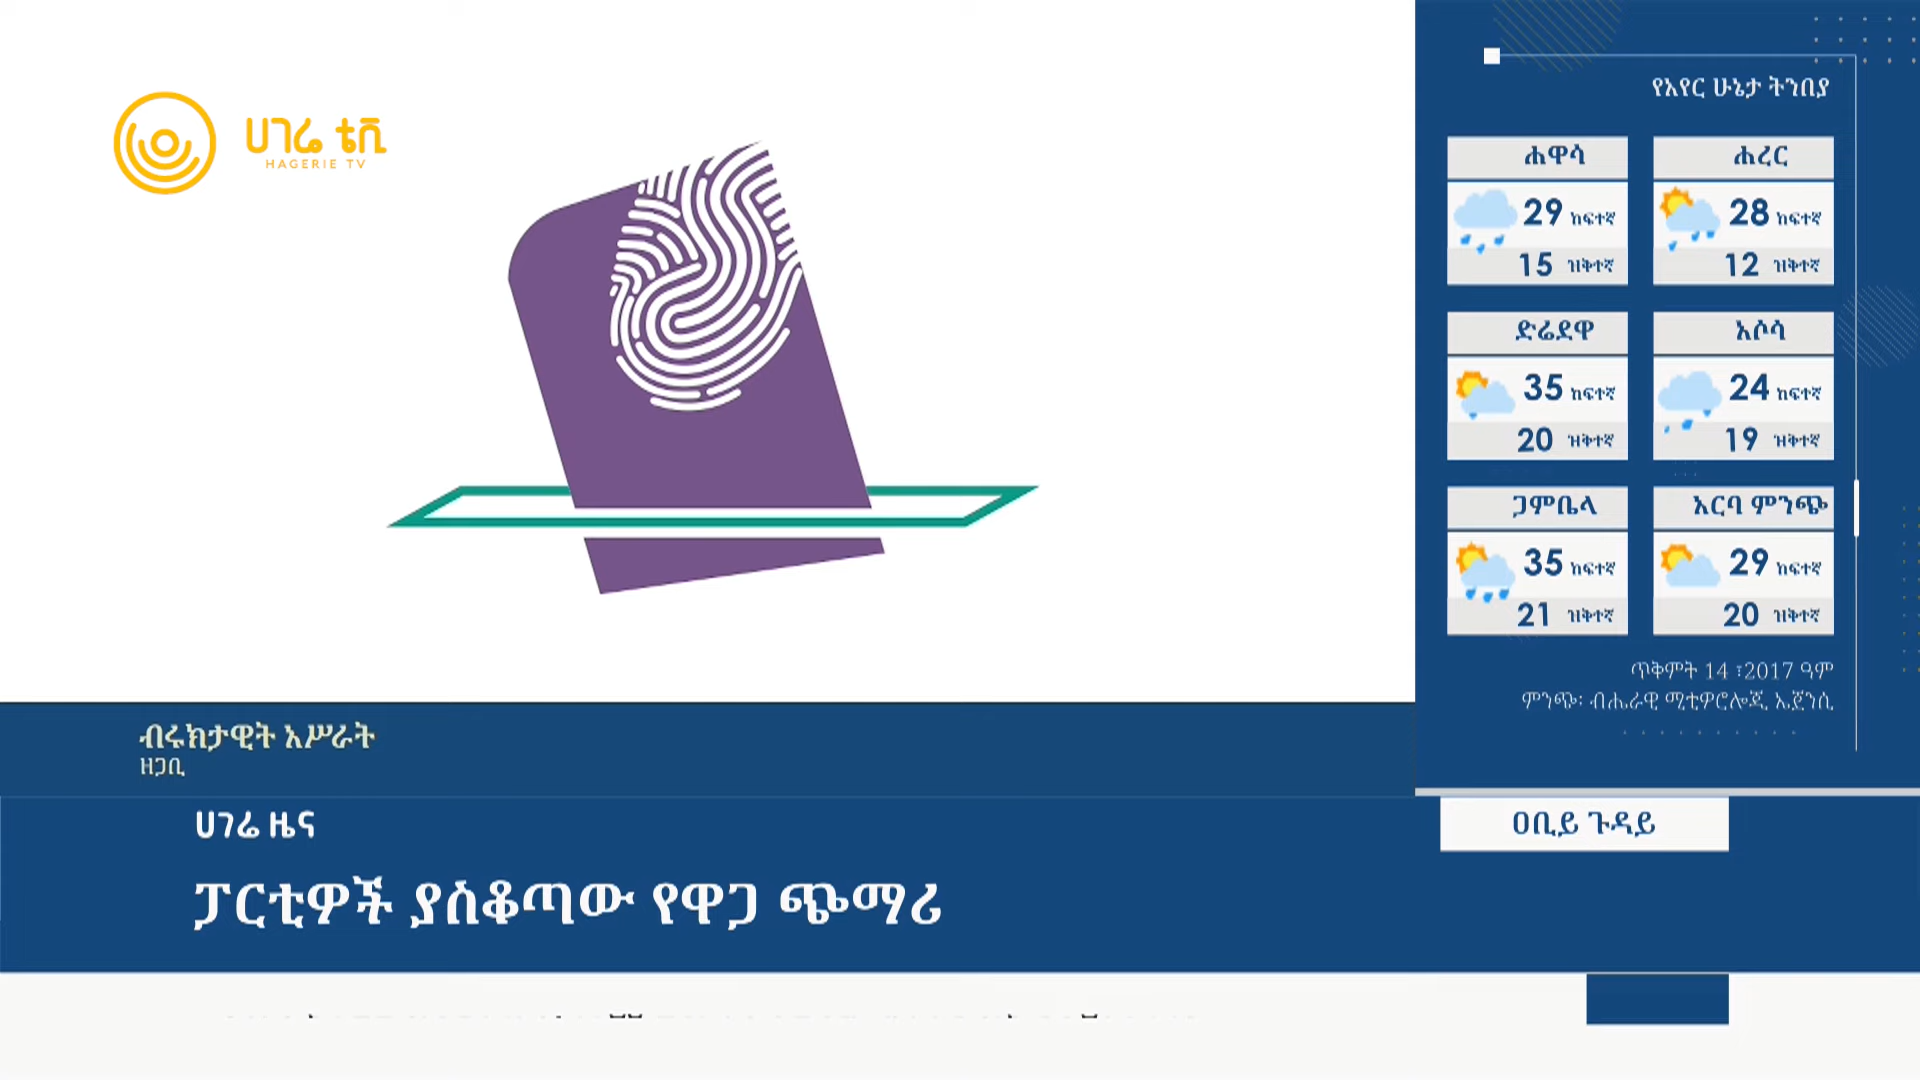 ሀገሬ ቴቪ
HAGERIE TV
የአየር ሁኔታ ትንበያ
ሐዋሳ
29 ከፍተኛ
15 ዝቅተኛ
ሐረር
28 ከፍተኛ
12 ዝቅተኛ
ድሬደዋ
35 ከፍተኛ
20 ዝቅተኛ
አሶሳ
24 ከፍተኛ
19 ዝቅተኛ
ጋምቤላ
35 ከፍተኛ
21 ዝቅተኛ
አርባ ምንጭ
29 ከፍተኛ
20 ዝቅተኛ
ጥቅምት 14 ፣2017 ዓም
ምንጭ፡ ብሔራዊ ሚቲዎሮሎጂ ኤጀንሲ
ብሩክታዊት አሥራት
ዘጋቢ
ሀገሬ ዜና
ዐቢይ ጉዳይ
ፓርቲዎች ያስቆጣው የዋጋ ጭማሪ